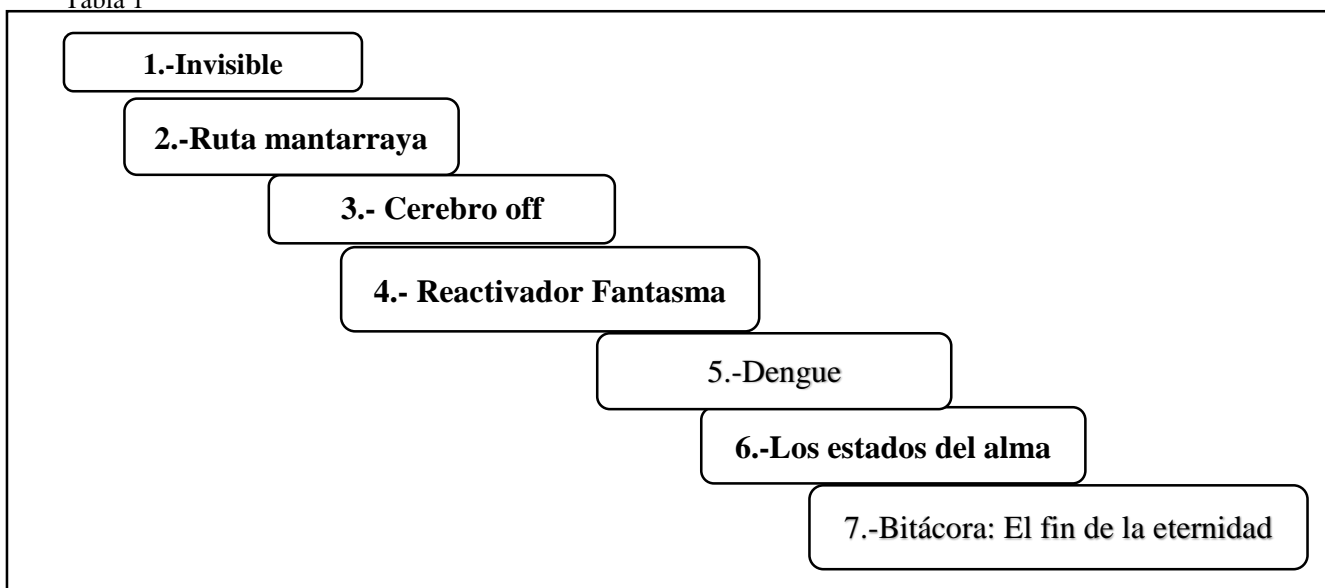 Tabla 1
1.-Invisible
2.-Ruta mantarraya
3.- Cerebro off
4.- Reactivador Fantasma
5.-Dengue
6.-Los estados del alma
7.-Bitácora: El fin de la eternidad